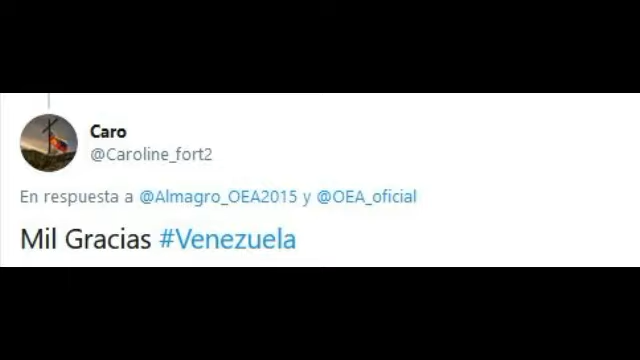 Caro
@Caroline_fort2
En respuesta a @Almagro_OEA2015 y @OEA_oficial
Mil Gracias #Venezuela